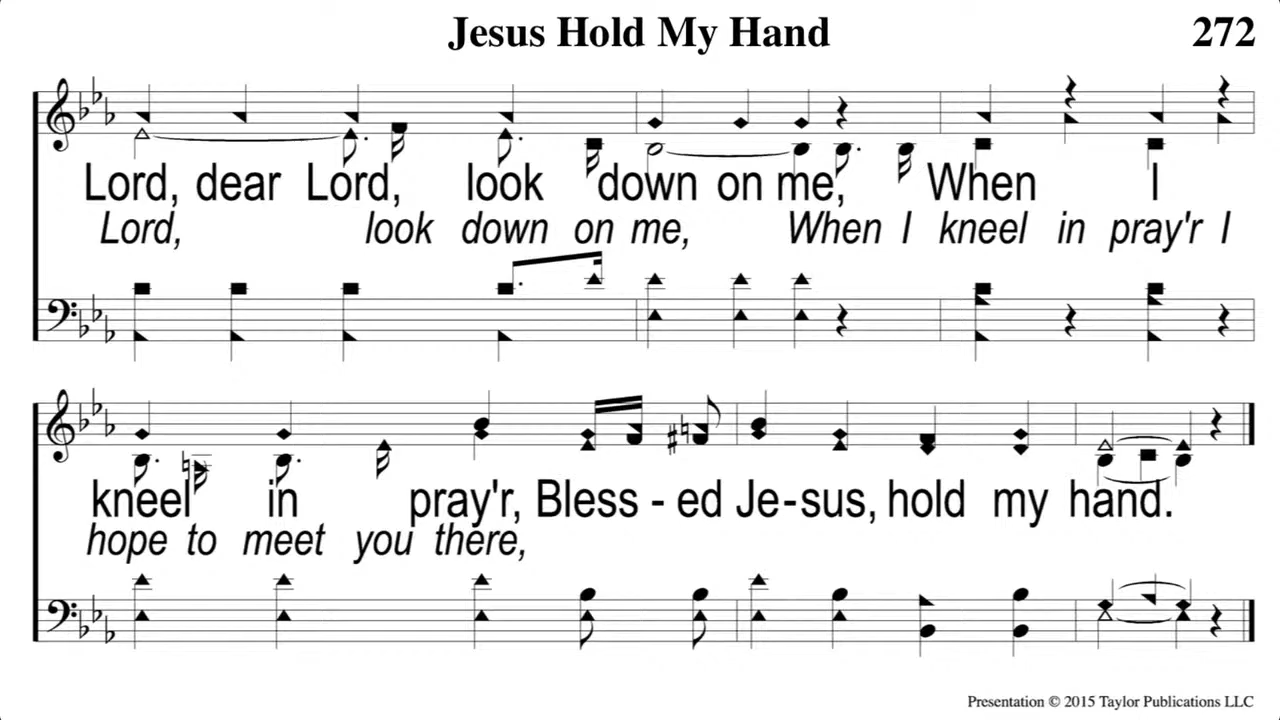 Jesus Hold My Hand 272
Lord, dear Lord, look down on me, When I
Lord, look down on me, When I kneel in pray'r I
kneel in pray'r, Bless - ed Je-sus, hold my hand.
hope to meet you there,
Presentation © 2015 Taylor Publications LLC